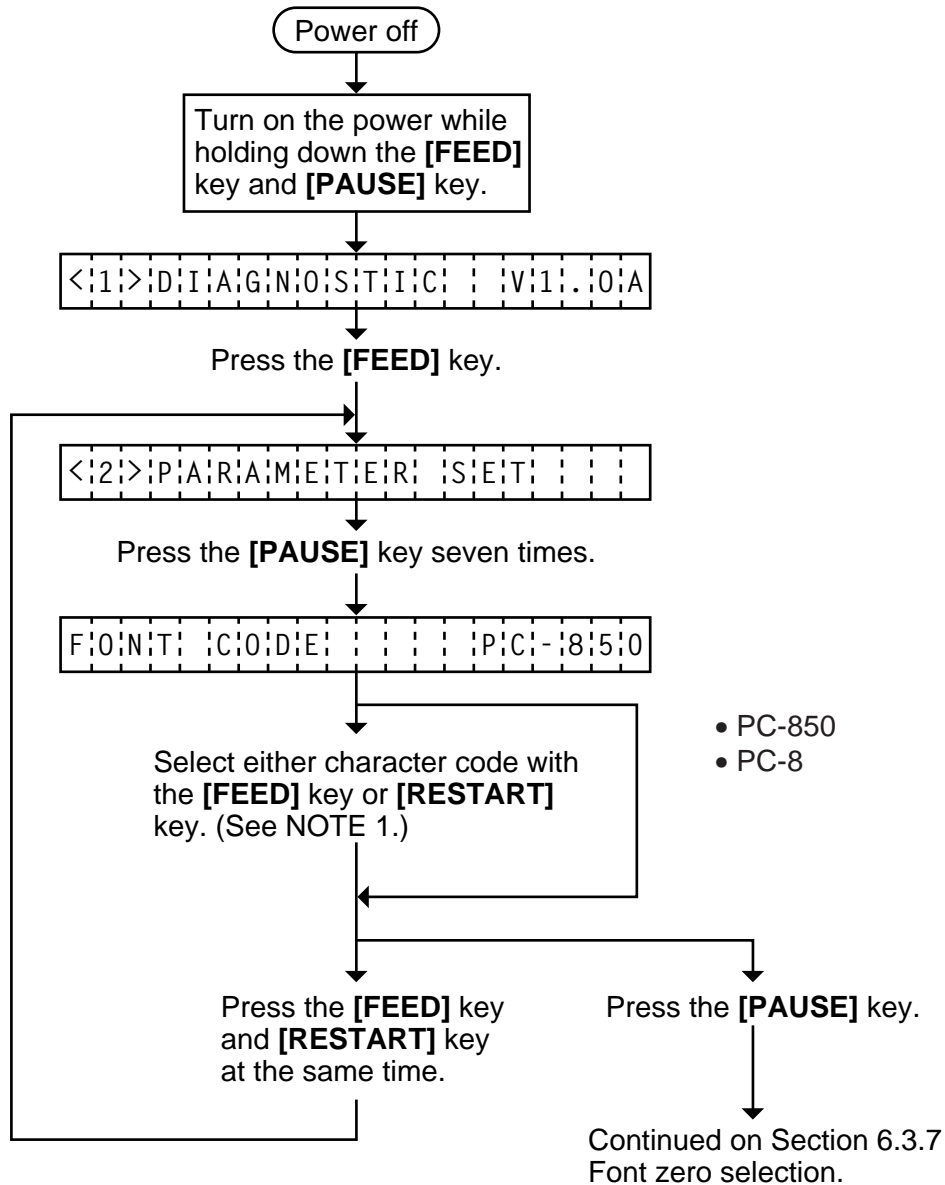 Power off
Turn on the power while
holding down the [FEED]
key and [PAUSE] key.
<1>DIAGNOSTIC  V1.0A
Press the [FEED] key.
<2>PARAMETER SET
Press the [PAUSE] key seven times.
FONT CODE    PC-850
• PC-850
• PC-8
Select either character code with
the [FEED] key or [RESTART]
key. (See NOTE 1.)
Press the [FEED] key
and [RESTART] key
at the same time.
Press the [PAUSE] key.
Continued on Section 6.3.7
Font zero selection.